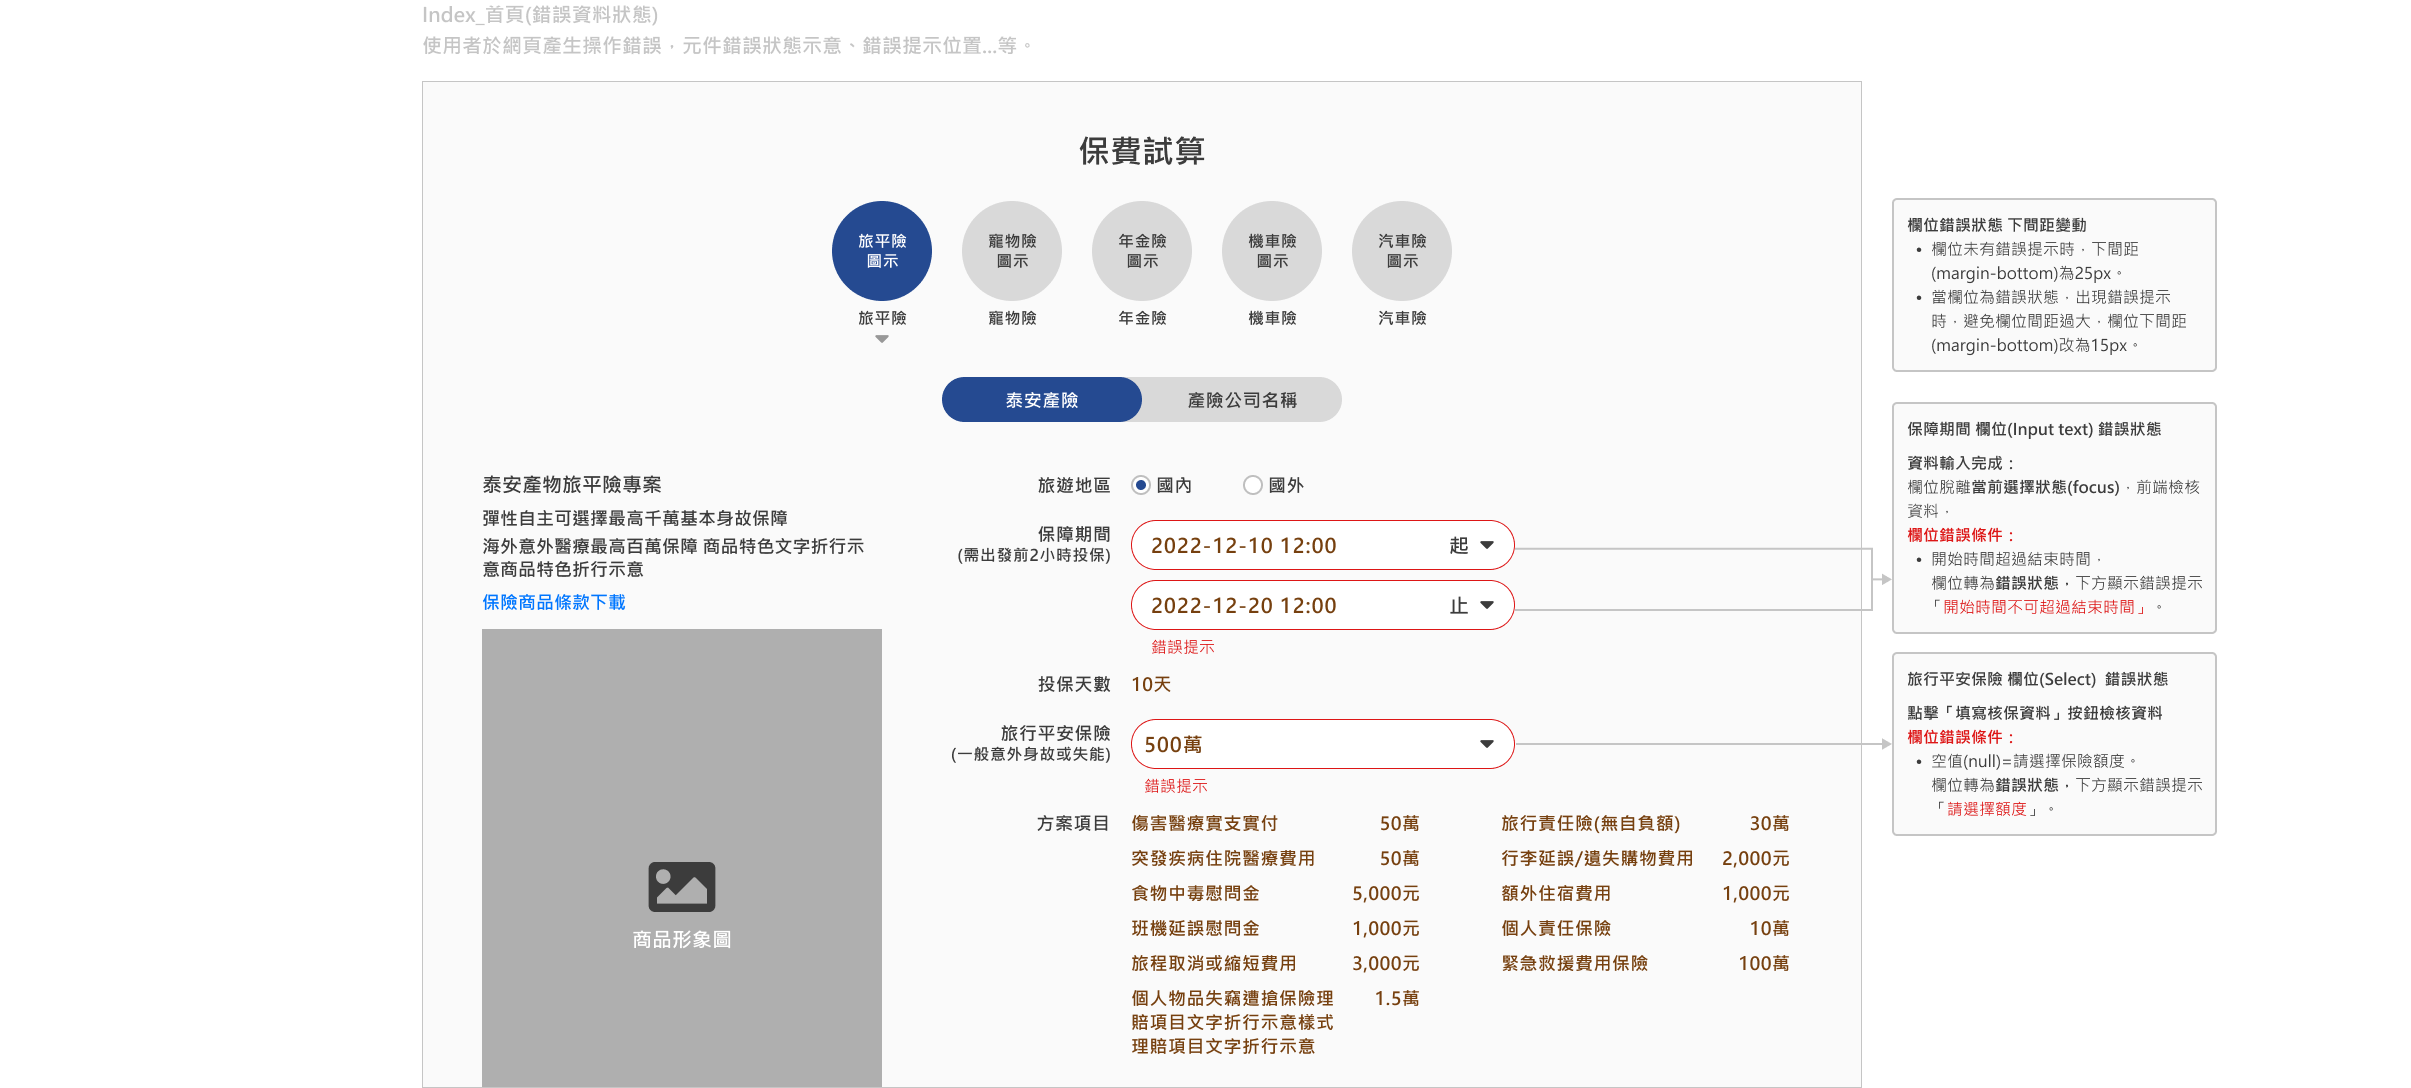 Index_首頁(錯誤資料狀態)
使用者於網頁產生操作錯誤，元件錯誤狀態示意、錯誤提示位置...等。
保費試算
旅平險
圖示
寵物險
圖示
年金險
圖示
機車險
圖示
汽車險
圖示
旅平險
寵物險
年金險
機車險
汽車險
泰安產險
產險公司名稱
泰安產物旅平險專案
彈性自主可選擇最高千萬基本身故保障
海外意外醫療最高百萬保障 商品特色文字折行示
意商品特色折行示意
保險商品條款下載
商品形象圖
旅遊地區
國內
國外
保障期間
(需出發前2小時投保)
2022-12-10 12:00 起
2022-12-20 12:00 止
錯誤提示
投保天數 10天
旅行平安保險
(一般意外身故或失能)
500萬
錯誤提示
方案項目
傷害醫療實支實付 50萬
突發疾病住院醫療費用 50萬
食物中毒慰問金 5,000元
班機延誤慰問金 1,000元
旅程取消或縮短費用 3,000元
個人物品失竊遭搶保險理 1.5萬
賠項目文字折行示意樣式
理賠項目文字折行示意
旅行責任險(無自負額) 30萬
行李延誤/遺失購物費用 2,000元
額外住宿費用 1,000元
個人責任保險 10萬
緊急救援費用保險 100萬
欄位錯誤狀態 下間距變動
• 欄位未有錯誤提示時，下間距
(margin-bottom)為25px。
• 當欄位為錯誤狀態，出現錯誤提示
時，避免欄位間距過大，欄位下間距
(margin-bottom)改為15px。
保障期間 欄位(Input text) 錯誤狀態
資料輸入完成：
欄位脫離當前選擇狀態(focus)，前端檢核
資料，
欄位錯誤條件：
• 開始時間超過結束時間，
欄位轉為錯誤狀態，下方顯示錯誤提示
「開始時間不可超過結束時間」。
旅行平安保險 欄位(Select) 錯誤狀態
點擊「填寫核保資料」按鈕檢核資料
欄位錯誤條件：
• 空值(null)=請選擇保險額度。
欄位轉為錯誤狀態，下方顯示錯誤提示
「請選擇額度」。